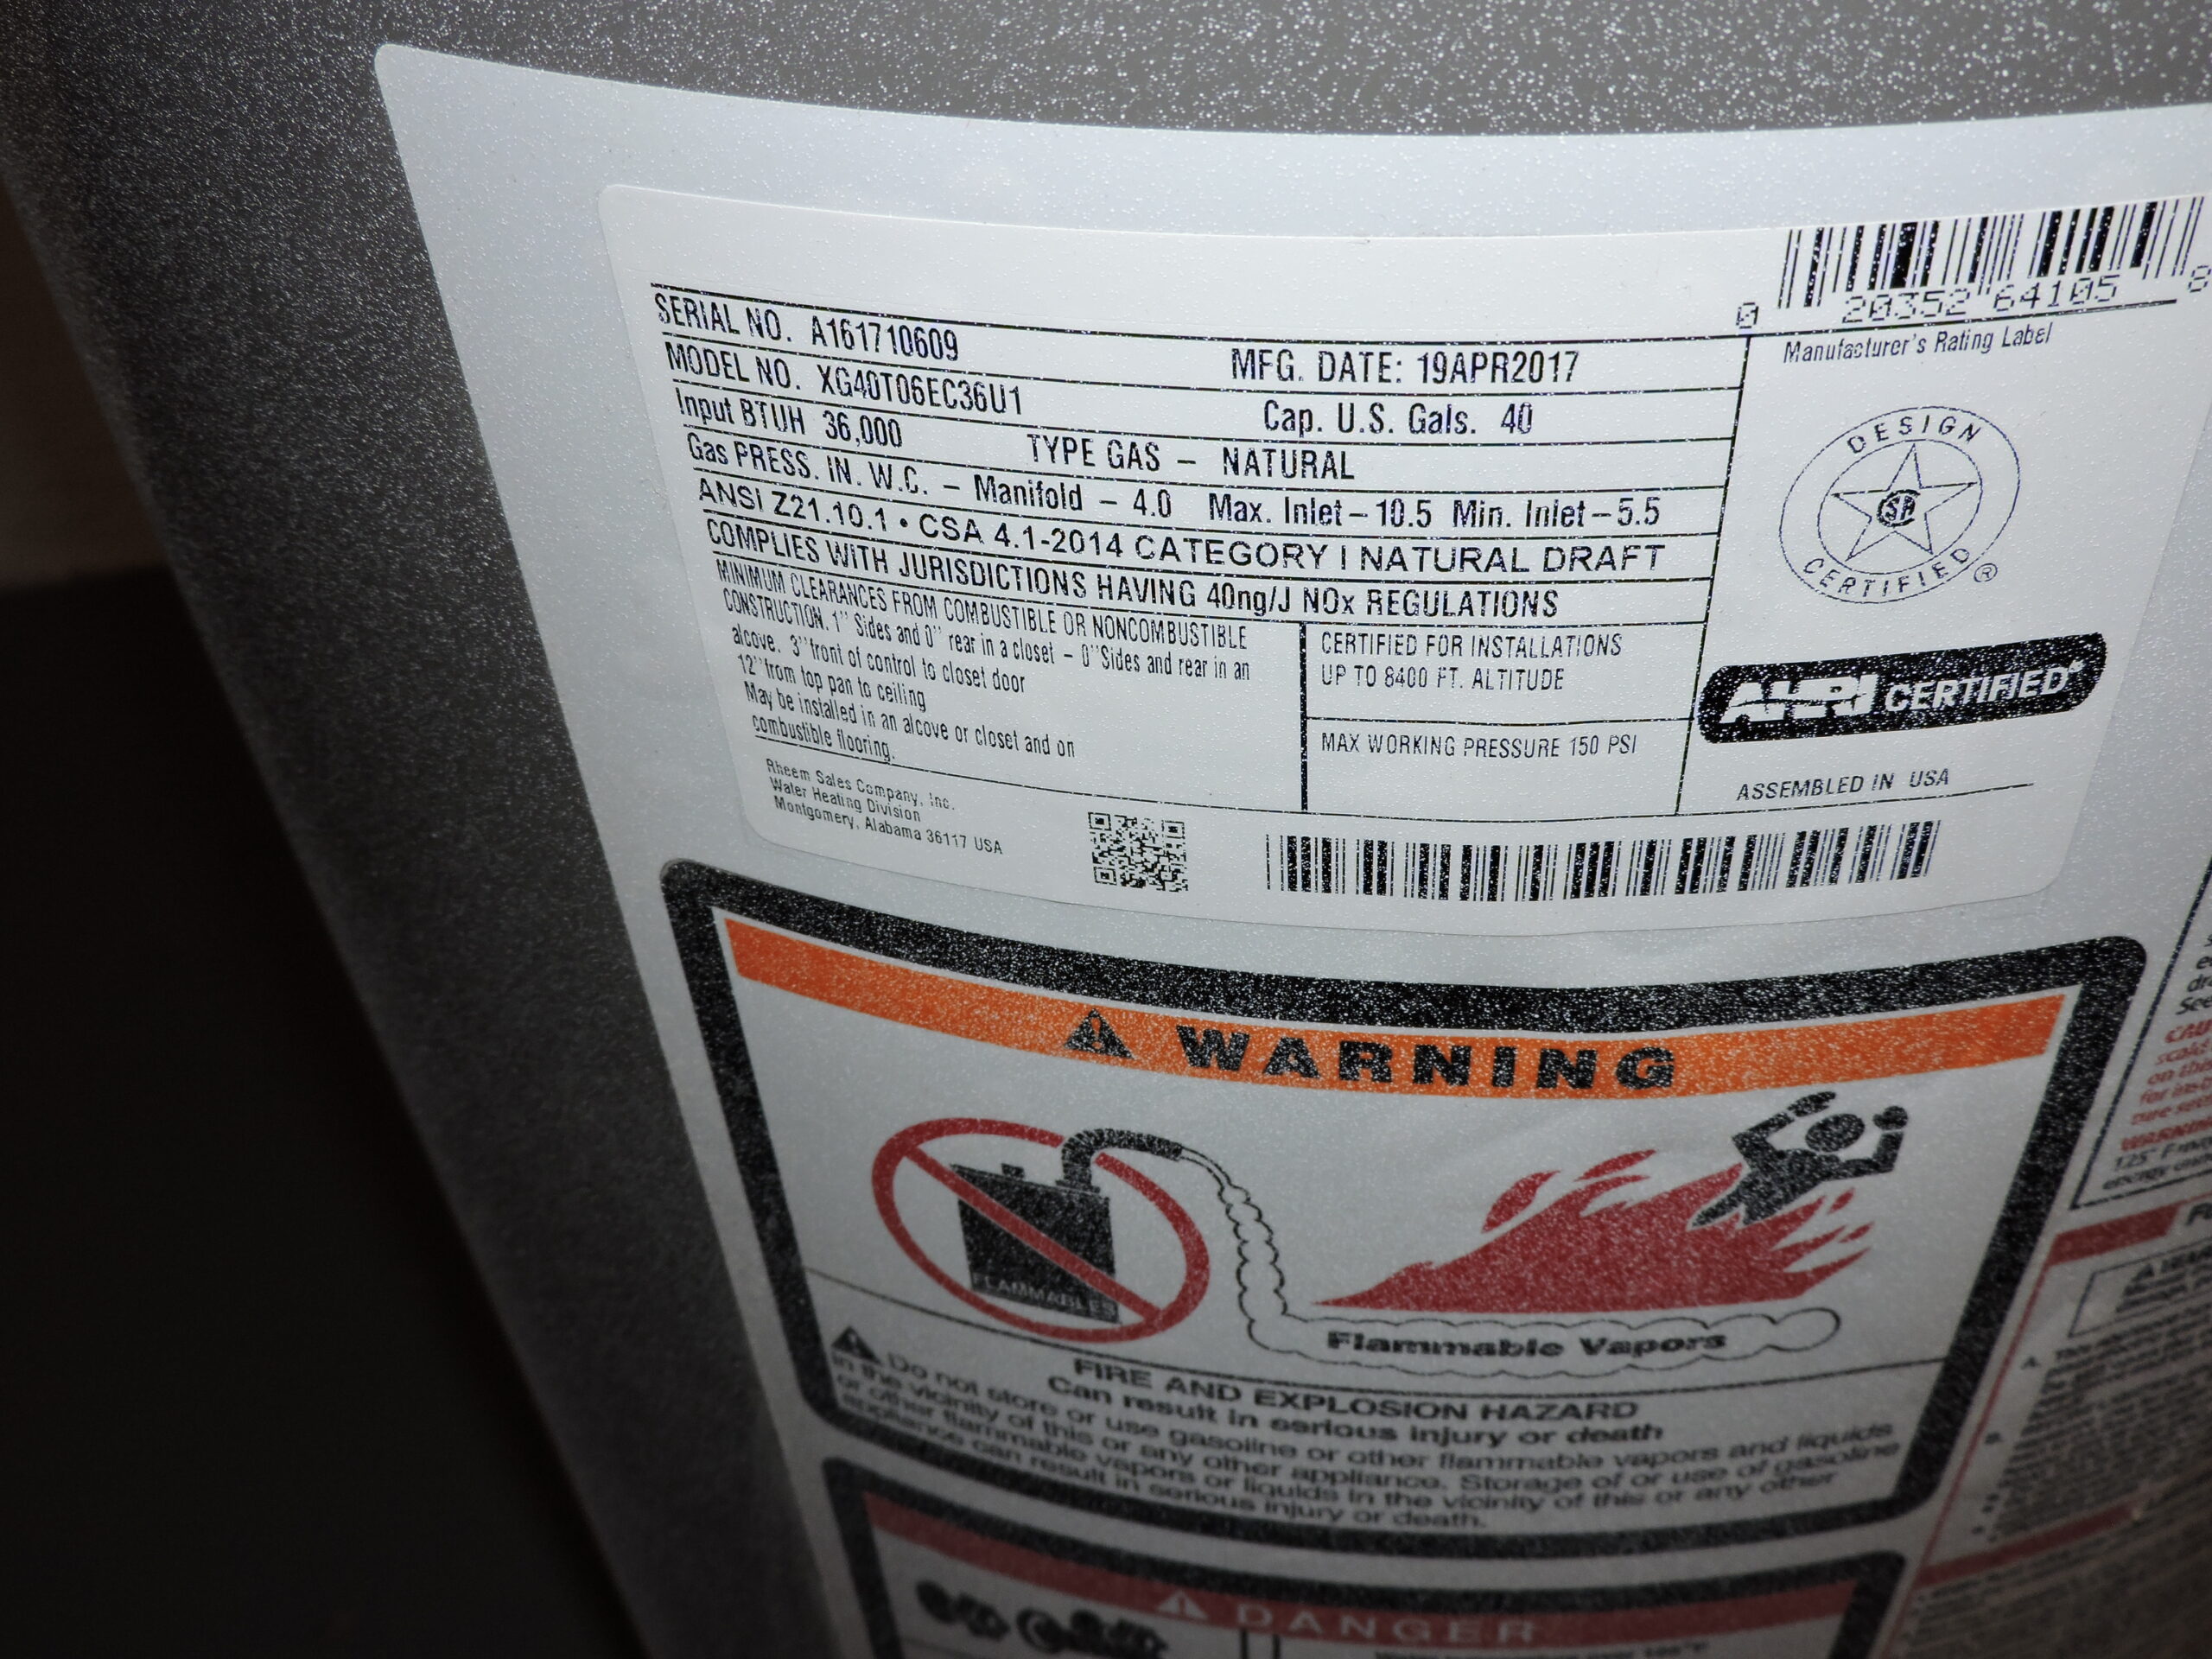 0 20352 64105 8
SERIAL NO. A161710609 MFG. DATE: 19APR2017
MODEL NO. XG40T06EC36U1 Cap. U.S. Gals. 40
Input BTUH 36,000 TYPE GAS – NATURAL
Gas PRESS. IN. W.C. – Manifold – 4.0 Max. Inlet – 10.5 Min. Inlet – 5.5
ANSI Z21.10.1 • CSA 4.1-2014 CATEGORY I NATURAL DRAFT
COMPLIES WITH JURISDICTIONS HAVING 40ng/J NOx REGULATIONS
MINIMUM CLEARANCES FROM COMBUSTIBLE OR NONCOMBUSTIBLE
CONSTRUCTION. 1" Sides and 0" rear in a closet – 0"Sides and rear in an
alcove. 3"front of control to closet door
12"from top pan to ceiling
May be installed in an alcove or closet and on
combustible flooring.
CERTIFIED FOR INSTALLATIONS
UP TO 8400 FT. ALTITUDE
MAX WORKING PRESSURE 150 PSI
Manufacturer's Rating Label
DESIGN
CERTIFIED ®
AHRI CERTIFIED
ASSEMBLED IN USA
Rheem Sales Company, Inc.
Water Heating Division
Montgomery, Alabama 36117 USA
WARNING
FLAMMABLES
Flammable Vapors
FIRE AND EXPLOSION HAZARD
Can result in serious injury or death
Do not store or use gasoline or other flammable vapors and liquids
in the vicinity of this or any other appliance. Storage of or use of gasoline
or other flammable vapors or liquids in the vicinity of this or any other
appliance can result in serious injury or death.
DANGER